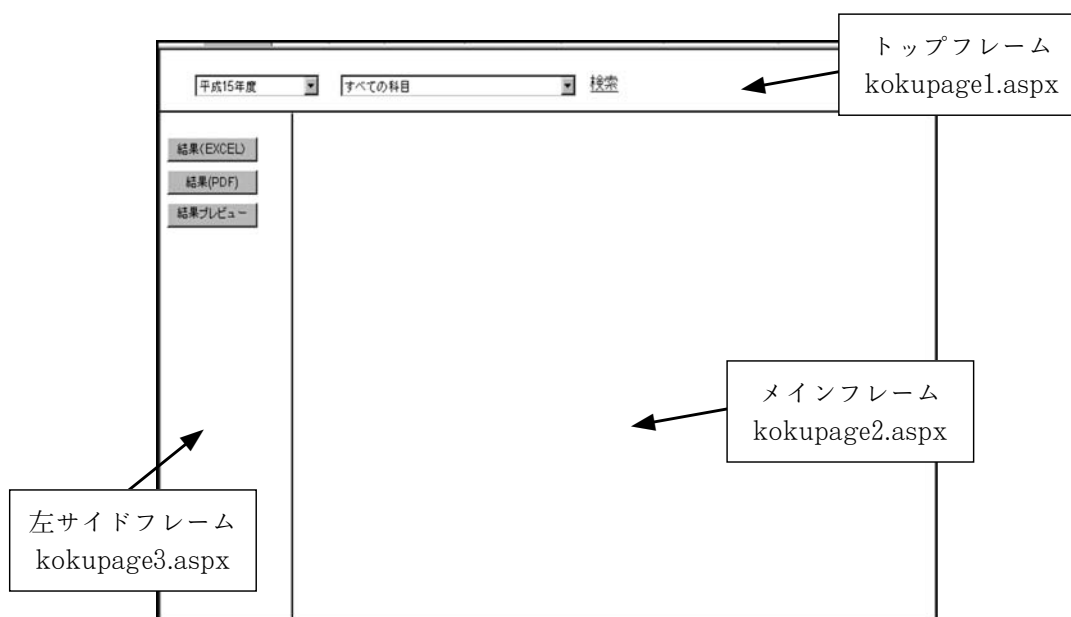 トップフレーム
kokupage1.aspx
平成15年度 すべての科目 検索
結果(EXCEL)
結果(PDF)
結果プレビュー
メインフレーム
kokupage2.aspx
左サイドフレーム
kokupage3.aspx